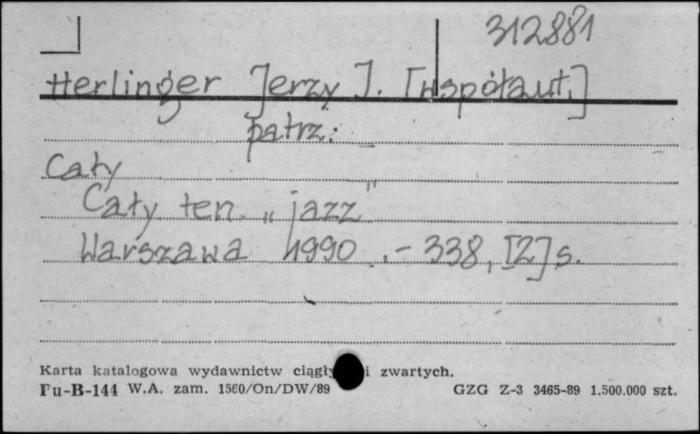 312881
Herlinger Jerzy J. [współaut.]
patrz:
Cały
Cały ten „jazz”
Warszawa 1990 .- 338, [2] s.
Karta katalogowa wydawnictw ciągły i zwartych.
Fu-B-144 W.A. zam. 1560/On/DW/89 GZG Z-3 3465-89 1.500.000 szt.